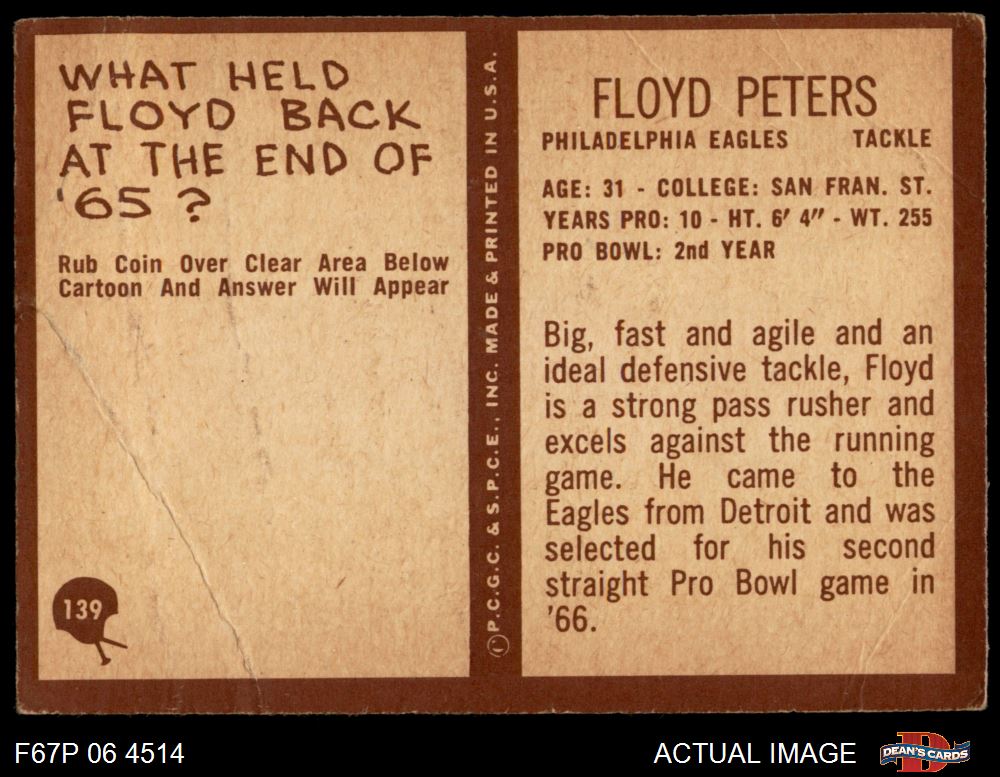 WHAT HELD
FLOYD BACK
AT THE END OF
'65 ?
Rub Coin Over Clear Area Below
Cartoon And Answer Will Appear
139
©P.C.G.C. & S.P.C.E., INC. MADE & PRINTED IN U.S.A.
FLOYD PETERS
PHILADELPHIA EAGLES TACKLE
AGE: 31 - COLLEGE: SAN FRAN. ST.
YEARS PRO: 10 - HT. 6' 4" - WT. 255
PRO BOWL: 2nd YEAR
Big, fast and agile and an
ideal defensive tackle, Floyd
is a strong pass rusher and
excels against the running
game. He came to the
Eagles from Detroit and was
selected for his second
straight Pro Bowl game in
'66.
F67P 06 4514
ACTUAL IMAGE
D
DEAN'S CARDS